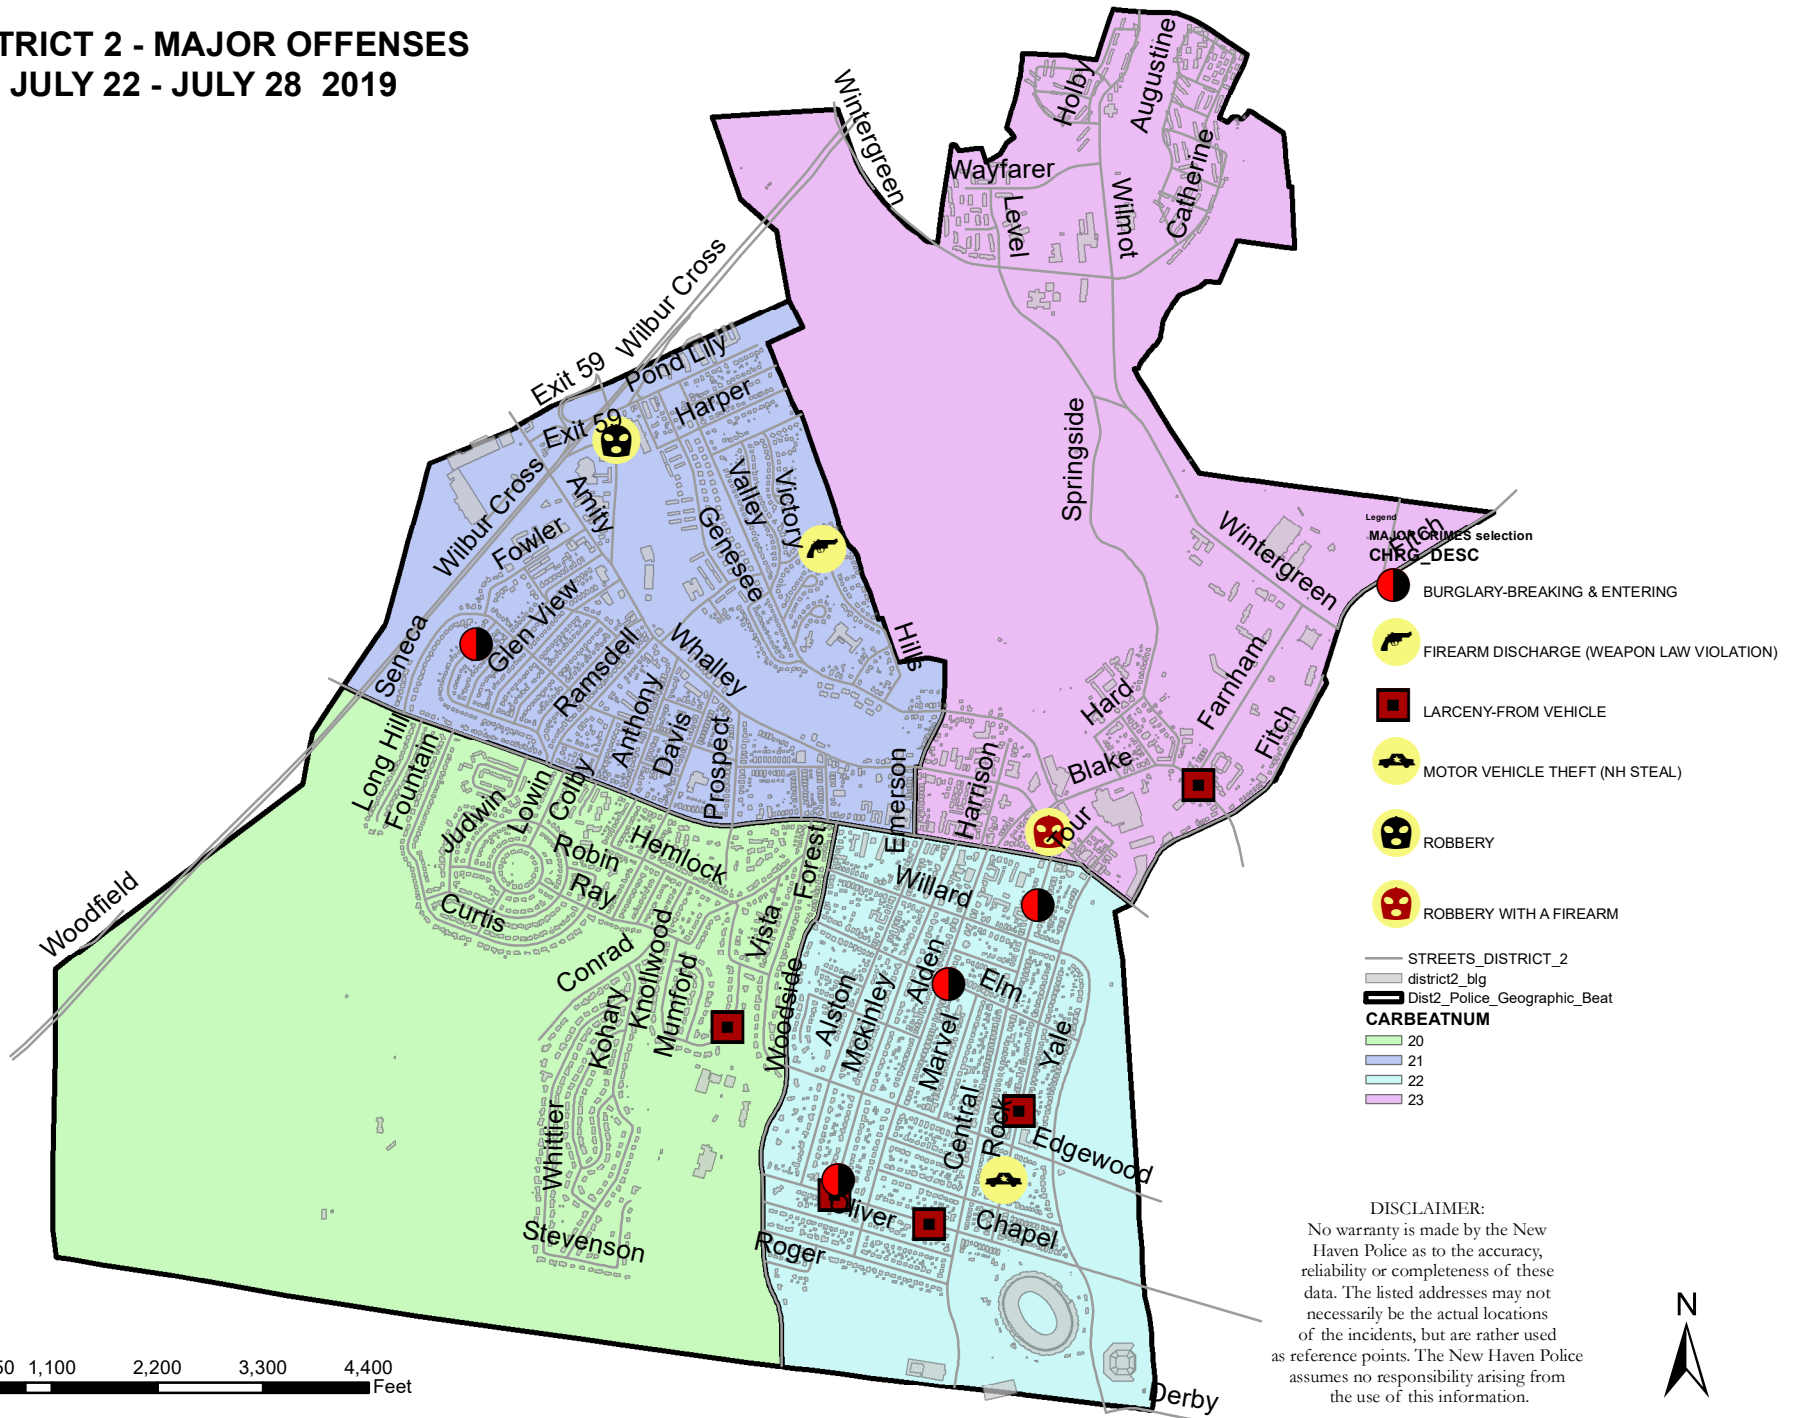 TRICT 2 - MAJOR OFFENSES
JULY 22 - JULY 28 2019
Wintergreen
Holby
Augustine
Wayfarer
Level
Wilmot
Catherine
Wilbur Cross
Exit 59
Pond Lily
Harper
Exit 59
Wilbur Cross
Amity
Fowler
Valley
Victory
Genesee
Springside
Wintergreen
Fitch
Seneca
Glen View
Ramsdell
Whalley
Hills
Anthony
Davis
Prospect
Emerson
Harrison
Hard
Blake
Farnham
Fitch
Tour
Long Hill
Fountain
Judwin
Lowin
Colby
Robin
Hemlock
Ray
Curtis
Forest
Willard
Woodfield
Conrad
Knollwood
Mumford
Vista
Woodside
Kohary
Whittier
Stevenson
Alston
Mckinley
Alden
Elm
Marvel
Yale
Central
Rock
Edgewood
Oliver
Chapel
Roger
Derby
Legend
MAJOR CRIMES selection
CHRG_DESC
BURGLARY-BREAKING & ENTERING
FIREARM DISCHARGE (WEAPON LAW VIOLATION)
LARCENY-FROM VEHICLE
MOTOR VEHICLE THEFT (NH STEAL)
ROBBERY
ROBBERY WITH A FIREARM
STREETS_DISTRICT_2
district2_blg
Dist2_Police_Geographic_Beat
CARBEATNUM
20
21
22
23
DISCLAIMER:
No warranty is made by the New
Haven Police as to the accuracy,
reliability or completeness of these
data. The listed addresses may not
necessarily be the actual locations
of the incidents, but are rather used
as reference points. The New Haven Police
assumes no responsibility arising from
the use of this information.
N
50 1,100 2,200 3,300 4,400
Feet